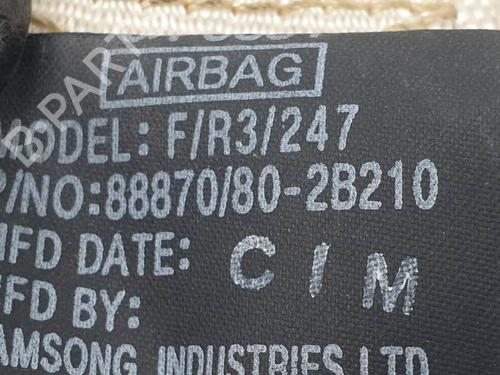 AIRBAG
MODEL: F/R3/247
P/NO:88870/80-2B210
MFD DATE: C / M
MFD BY:
SAMSONG INDUSTRIES LTD